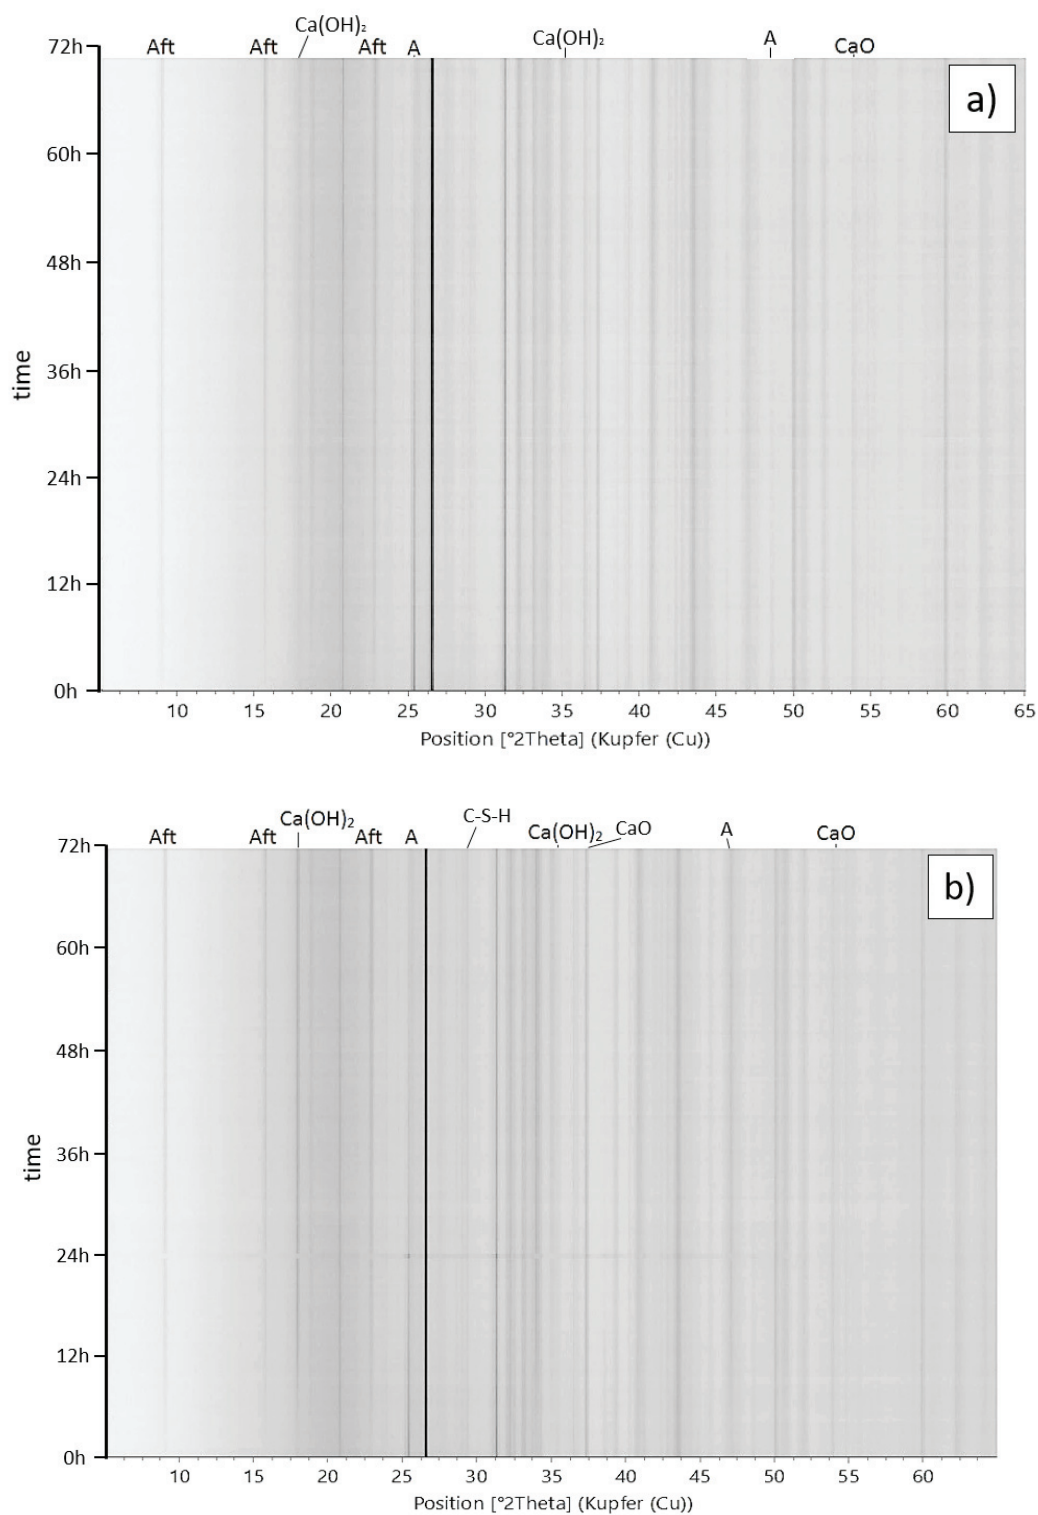 Ca(OH)₂
Aft Aft Aft A Ca(OH)₂ A CaO
72h
a)
60h
48h
36h
time
24h
12h
0h
10 15 20 25 30 35 40 45 50 55 60 65
Position [°2Theta] (Kupfer (Cu))
C-S-H
Ca(OH)₂
Aft Aft Aft A Ca(OH)₂ CaO A CaO
72h
b)
60h
48h
36h
time
24h
12h
0h
10 15 20 25 30 35 40 45 50 55 60
Position [°2Theta] (Kupfer (Cu))